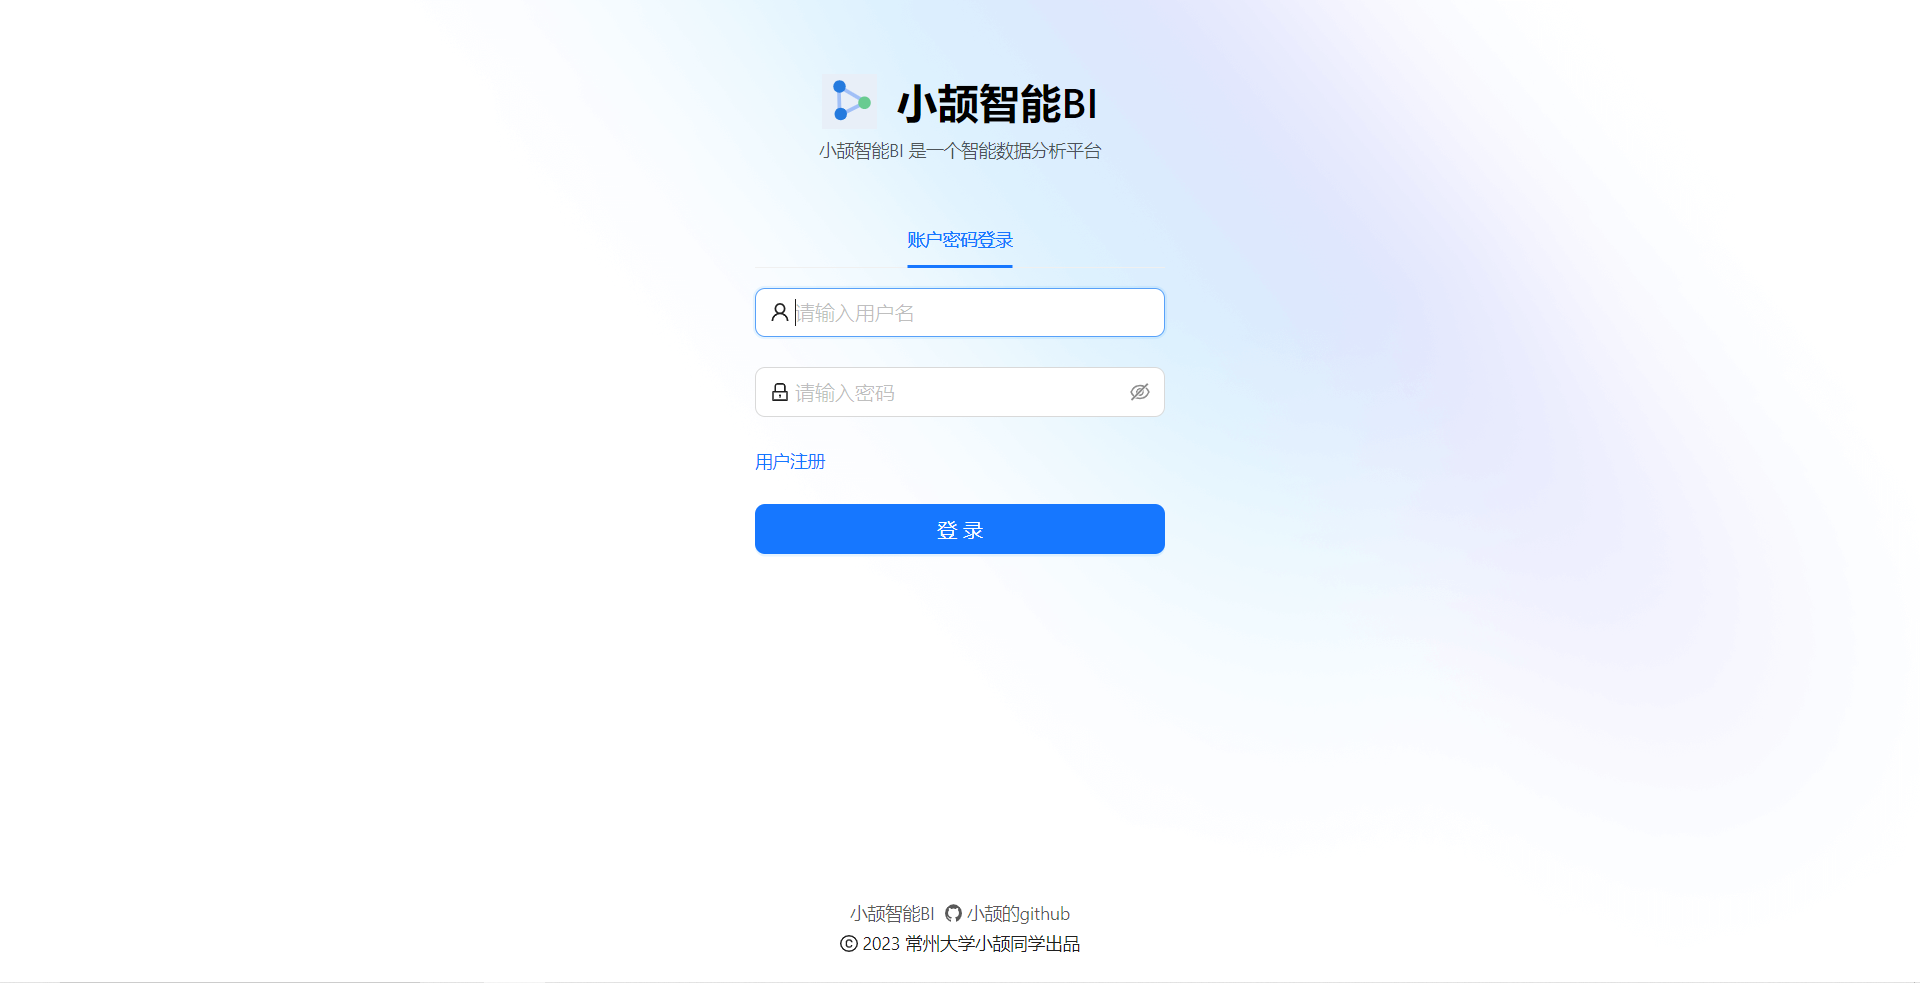 小颉智能BI
小颉智能BI 是一个智能数据分析平台
账户密码登录
请输入用户名
请输入密码
用户注册
登 录
小颉智能BI 小颉的github
© 2023 常州大学小颉同学出品